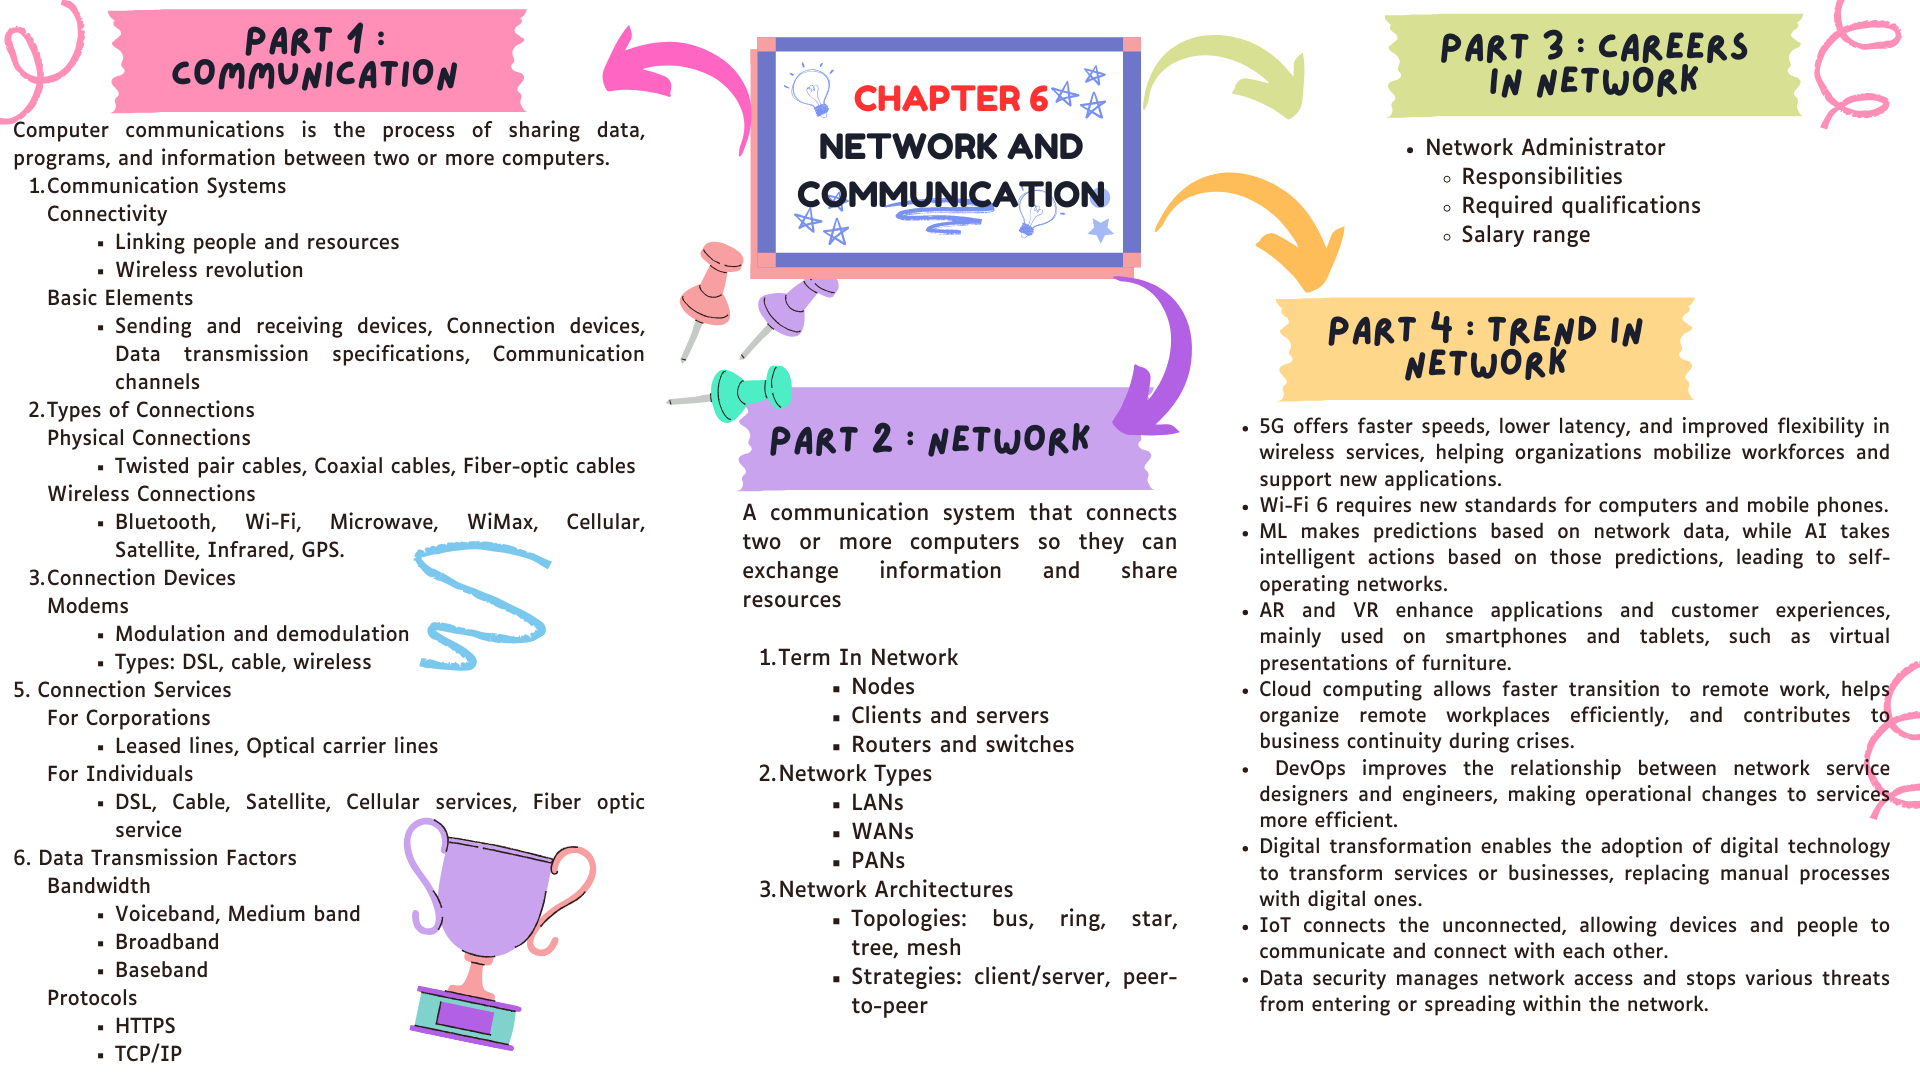 CHAPTER 6
NETWORK AND
COMMUNICATION
PART 1 :
COMMUNICATION
Computer communications is the process of sharing data,
programs, and information between two or more computers.
1. Communication Systems
Connectivity
▪ Linking people and resources
▪ Wireless revolution
Basic Elements
▪ Sending and receiving devices, Connection devices,
Data transmission specifications, Communication
channels
2. Types of Connections
Physical Connections
▪ Twisted pair cables, Coaxial cables, Fiber-optic cables
Wireless Connections
▪ Bluetooth, Wi-Fi, Microwave, WiMax, Cellular,
Satellite, Infrared, GPS.
3. Connection Devices
Modems
▪ Modulation and demodulation
▪ Types: DSL, cable, wireless
5. Connection Services
For Corporations
▪ Leased lines, Optical carrier lines
For Individuals
▪ DSL, Cable, Satellite, Cellular services, Fiber optic
service
6. Data Transmission Factors
Bandwidth
▪ Voiceband, Medium band
▪ Broadband
▪ Baseband
Protocols
▪ HTTPS
▪ TCP/IP
PART 2 : NETWORK
A communication system that connects
two or more computers so they can
exchange information and share
resources
1. Term In Network
▪ Nodes
▪ Clients and servers
▪ Routers and switches
2. Network Types
▪ LANs
▪ WANs
▪ PANs
3. Network Architectures
▪ Topologies: bus, ring, star,
tree, mesh
▪ Strategies: client/server, peer-
to-peer
PART 3 : CAREERS
IN NETWORK
• Network Administrator
◦ Responsibilities
◦ Required qualifications
◦ Salary range
PART 4 : TREND IN
NETWORK
• 5G offers faster speeds, lower latency, and improved flexibility in
wireless services, helping organizations mobilize workforces and
support new applications.
• Wi-Fi 6 requires new standards for computers and mobile phones.
• ML makes predictions based on network data, while AI takes
intelligent actions based on those predictions, leading to self-
operating networks.
• AR and VR enhance applications and customer experiences,
mainly used on smartphones and tablets, such as virtual
presentations of furniture.
• Cloud computing allows faster transition to remote work, helps
organize remote workplaces efficiently, and contributes to
business continuity during crises.
• DevOps improves the relationship between network service
designers and engineers, making operational changes to services
more efficient.
• Digital transformation enables the adoption of digital technology
to transform services or businesses, replacing manual processes
with digital ones.
• IoT connects the unconnected, allowing devices and people to
communicate and connect with each other.
• Data security manages network access and stops various threats
from entering or spreading within the network.